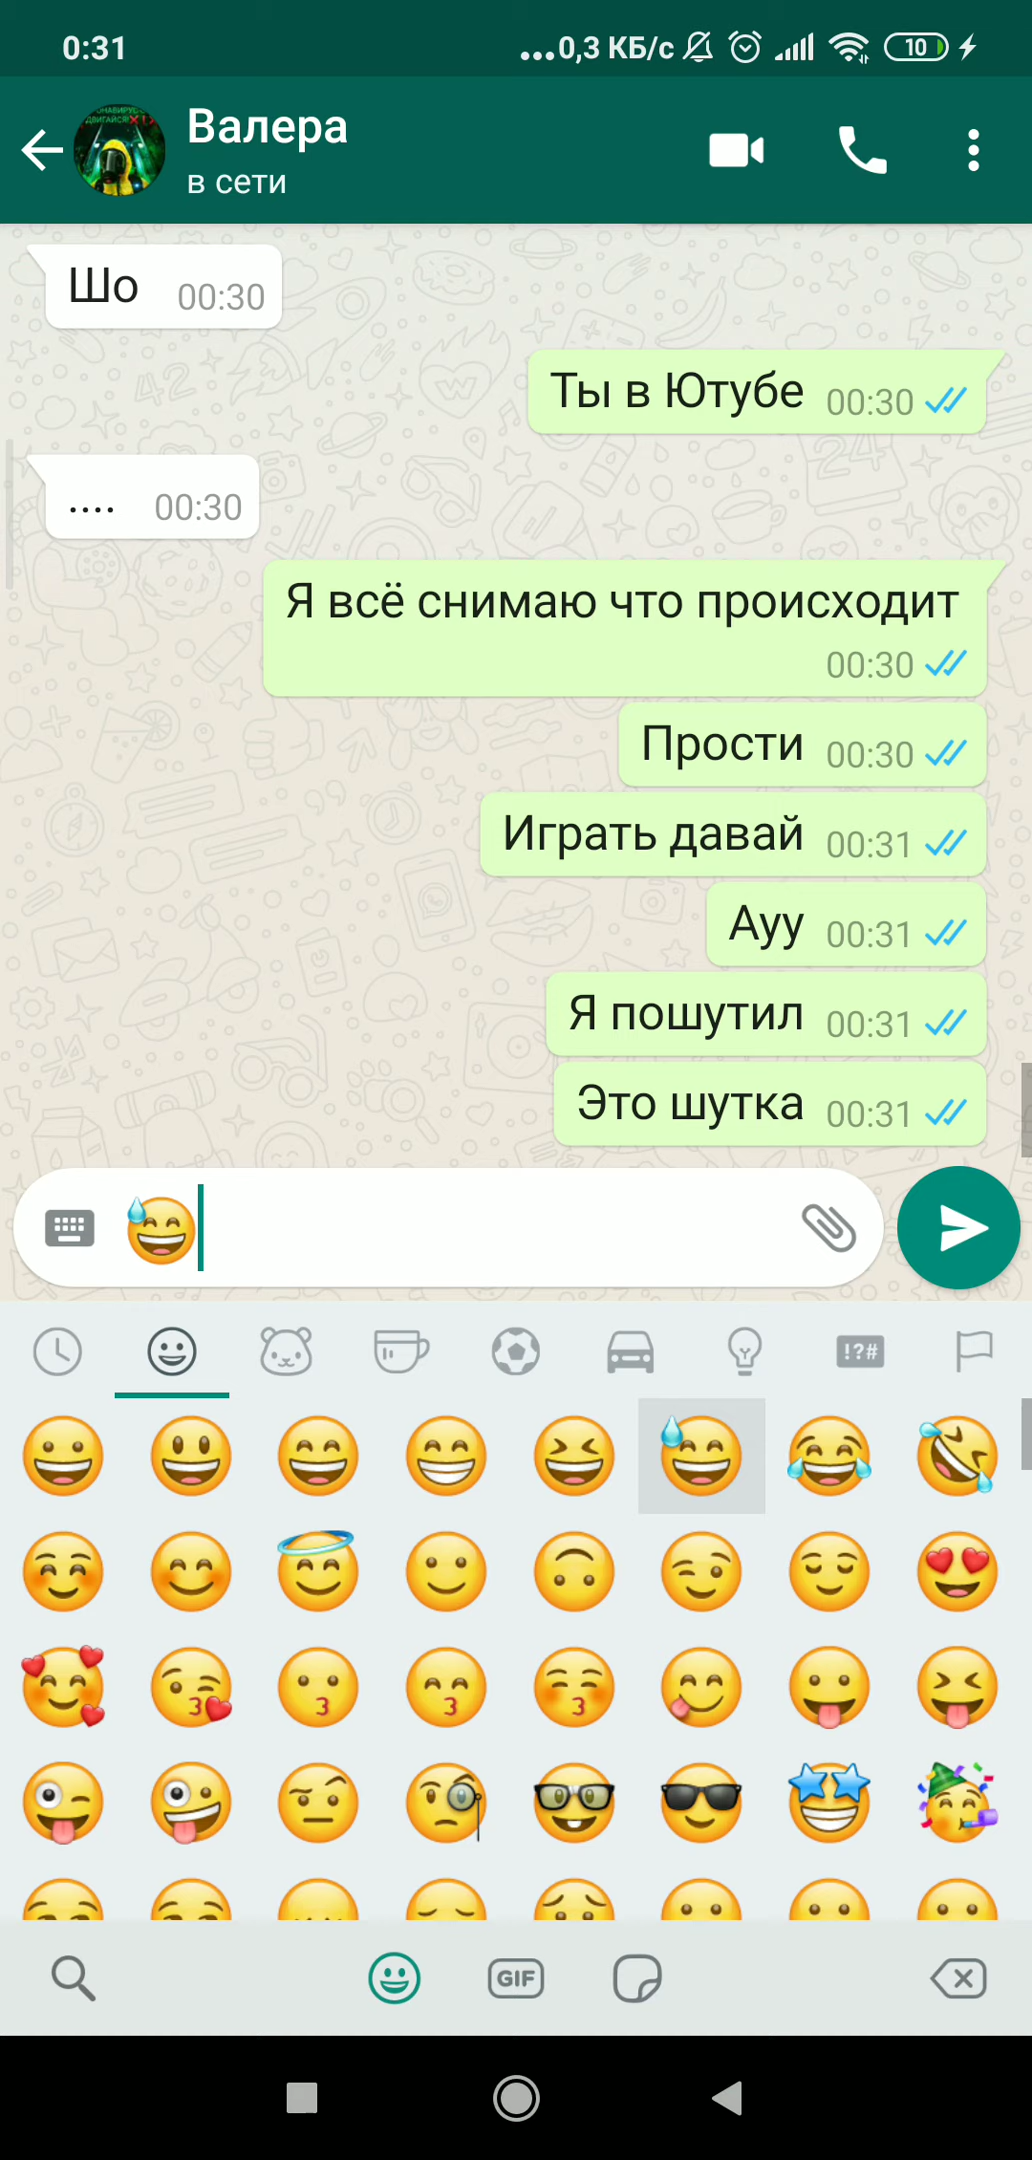 0:31 ...0,3 КБ/с 10
Валера
в сети
Шо 00:30
Ты в Ютубе 00:30
.... 00:30
Я всё снимаю что происходит
00:30
Прости 00:30
Играть давай 00:31
Ауу 00:31
Я пошутил 00:31
Это шутка 00:31
!?#
GIF